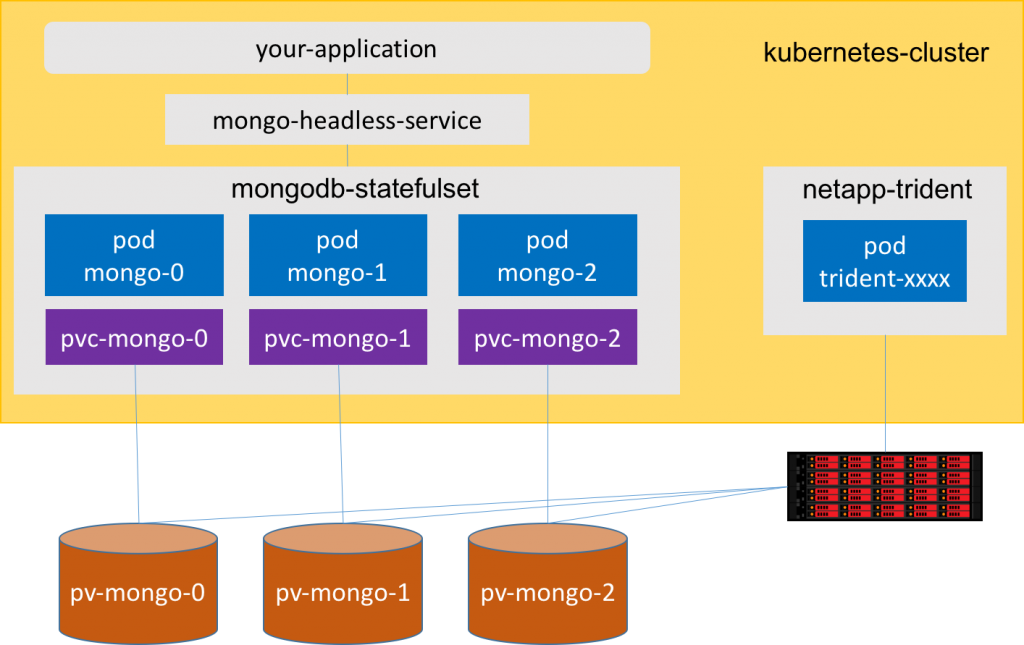 your-application
kubernetes-cluster
mongo-headless-service
mongodb-statefulset
netapp-trident
pod
mongo-0
pod
mongo-1
pod
mongo-2
pod
trident-xxxx
pvc-mongo-0
pvc-mongo-1
pvc-mongo-2
pv-mongo-0
pv-mongo-1
pv-mongo-2